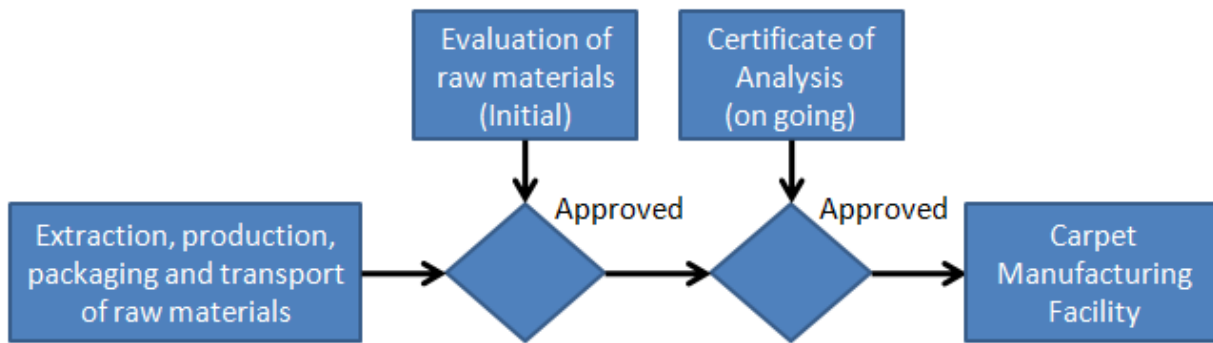 Evaluation of
raw materials
(Initial)
Certificate of
Analysis
(on going)
Approved
Approved
Extraction, production,
packaging and transport
of raw materials
Carpet
Manufacturing
Facility